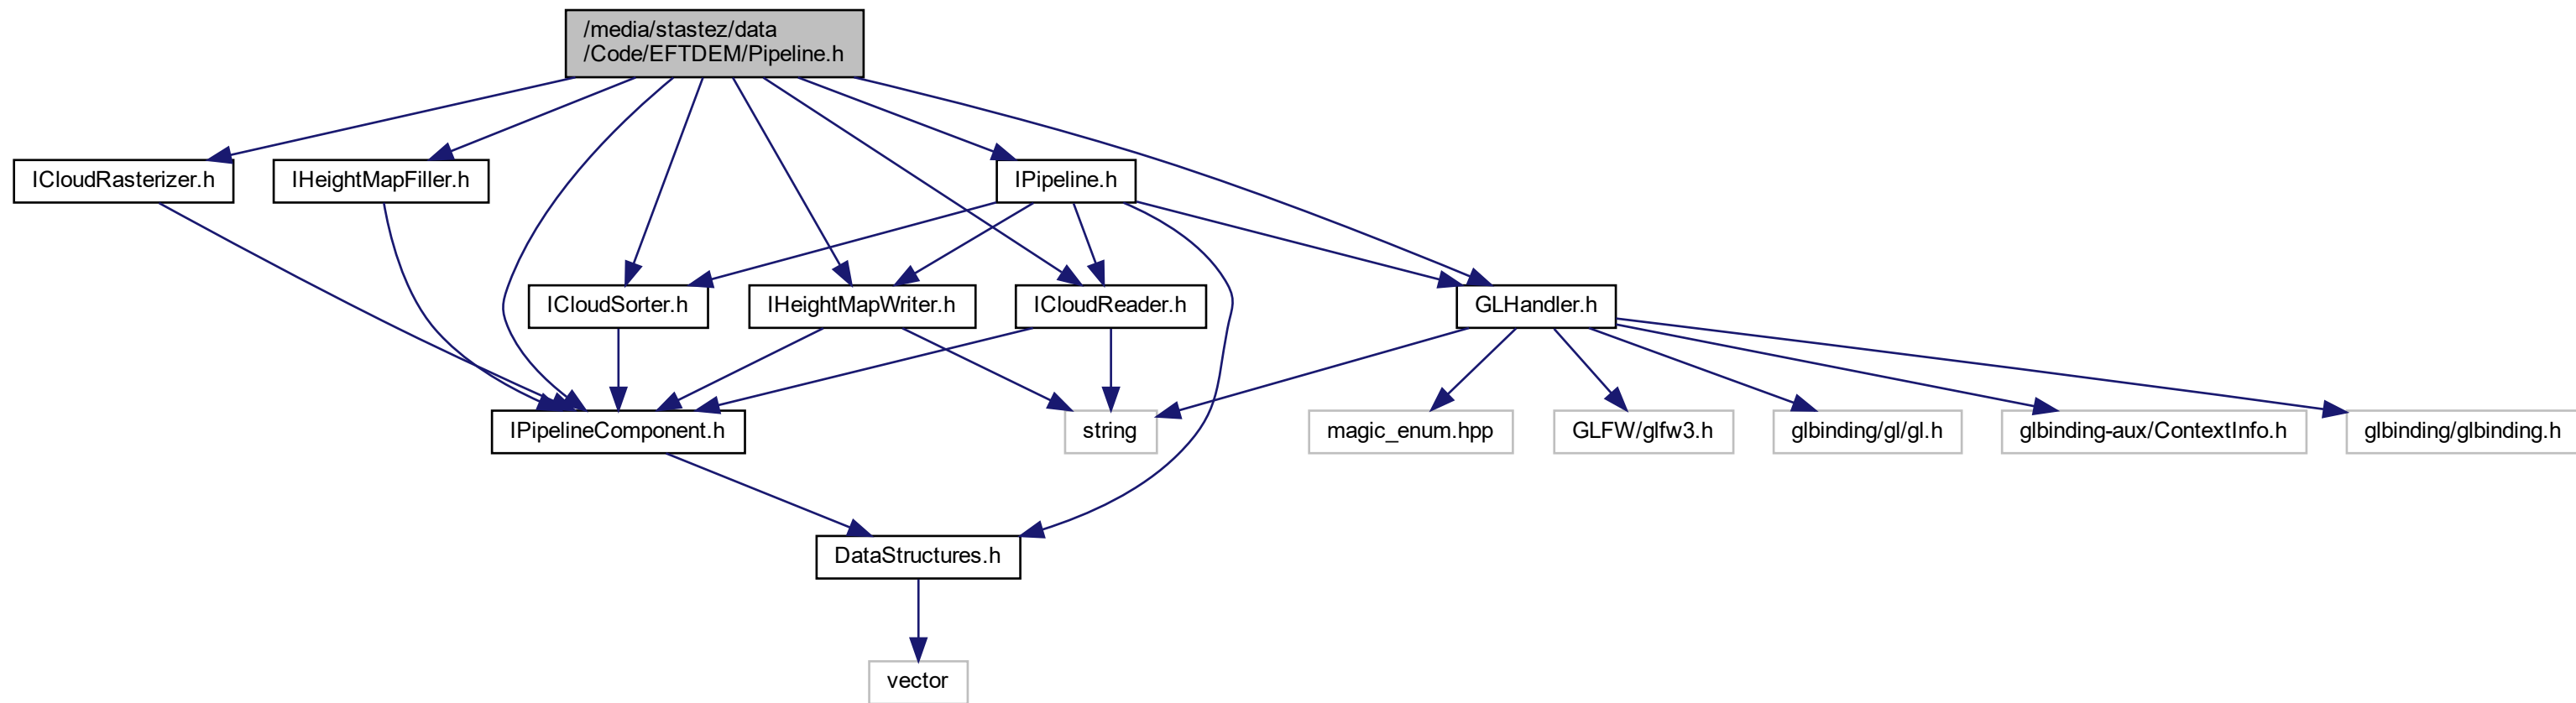 /media/stastez/data
/Code/EFTDEM/Pipeline.h
ICloudRasterizer.h
IHeightMapFiller.h
IPipeline.h
ICloudSorter.h
IHeightMapWriter.h
ICloudReader.h
GLHandler.h
IPipelineComponent.h
string
magic_enum.hpp
GLFW/glfw3.h
glbinding/gl/gl.h
glbinding-aux/ContextInfo.h
glbinding/glbinding.h
DataStructures.h
vector